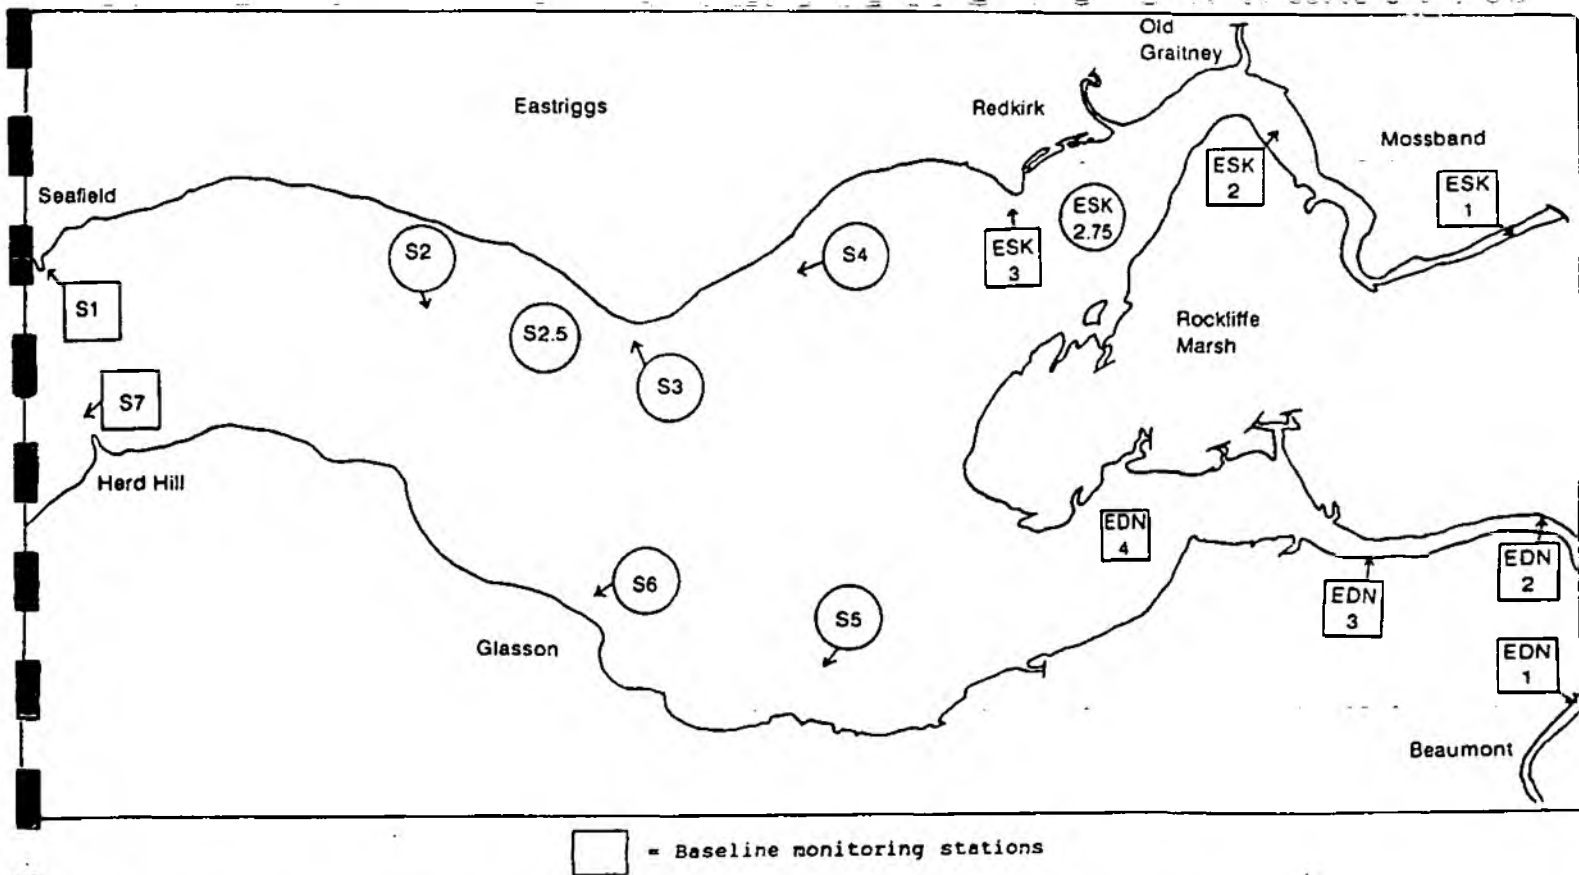 Old
Graitney
Eastriggs
Redkirk
Mossband
ESK
2
ESK
1
Seafield
ESK
2.75
S2
S4
ESK
3
S1
Rockliffe
Marsh
S2.5
S3
S7
Herd Hill
EDN
4
EDN
2
S6
EDN
3
S5
Glasson
EDN
1
Beaumont
= Baseline monitoring stations